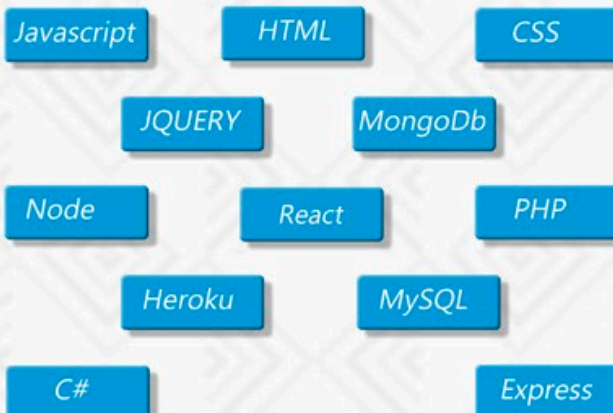 Javascript
HTML
CSS
JQUERY
MongoDb
Node
React
PHP
Heroku
MySQL
C#
Express